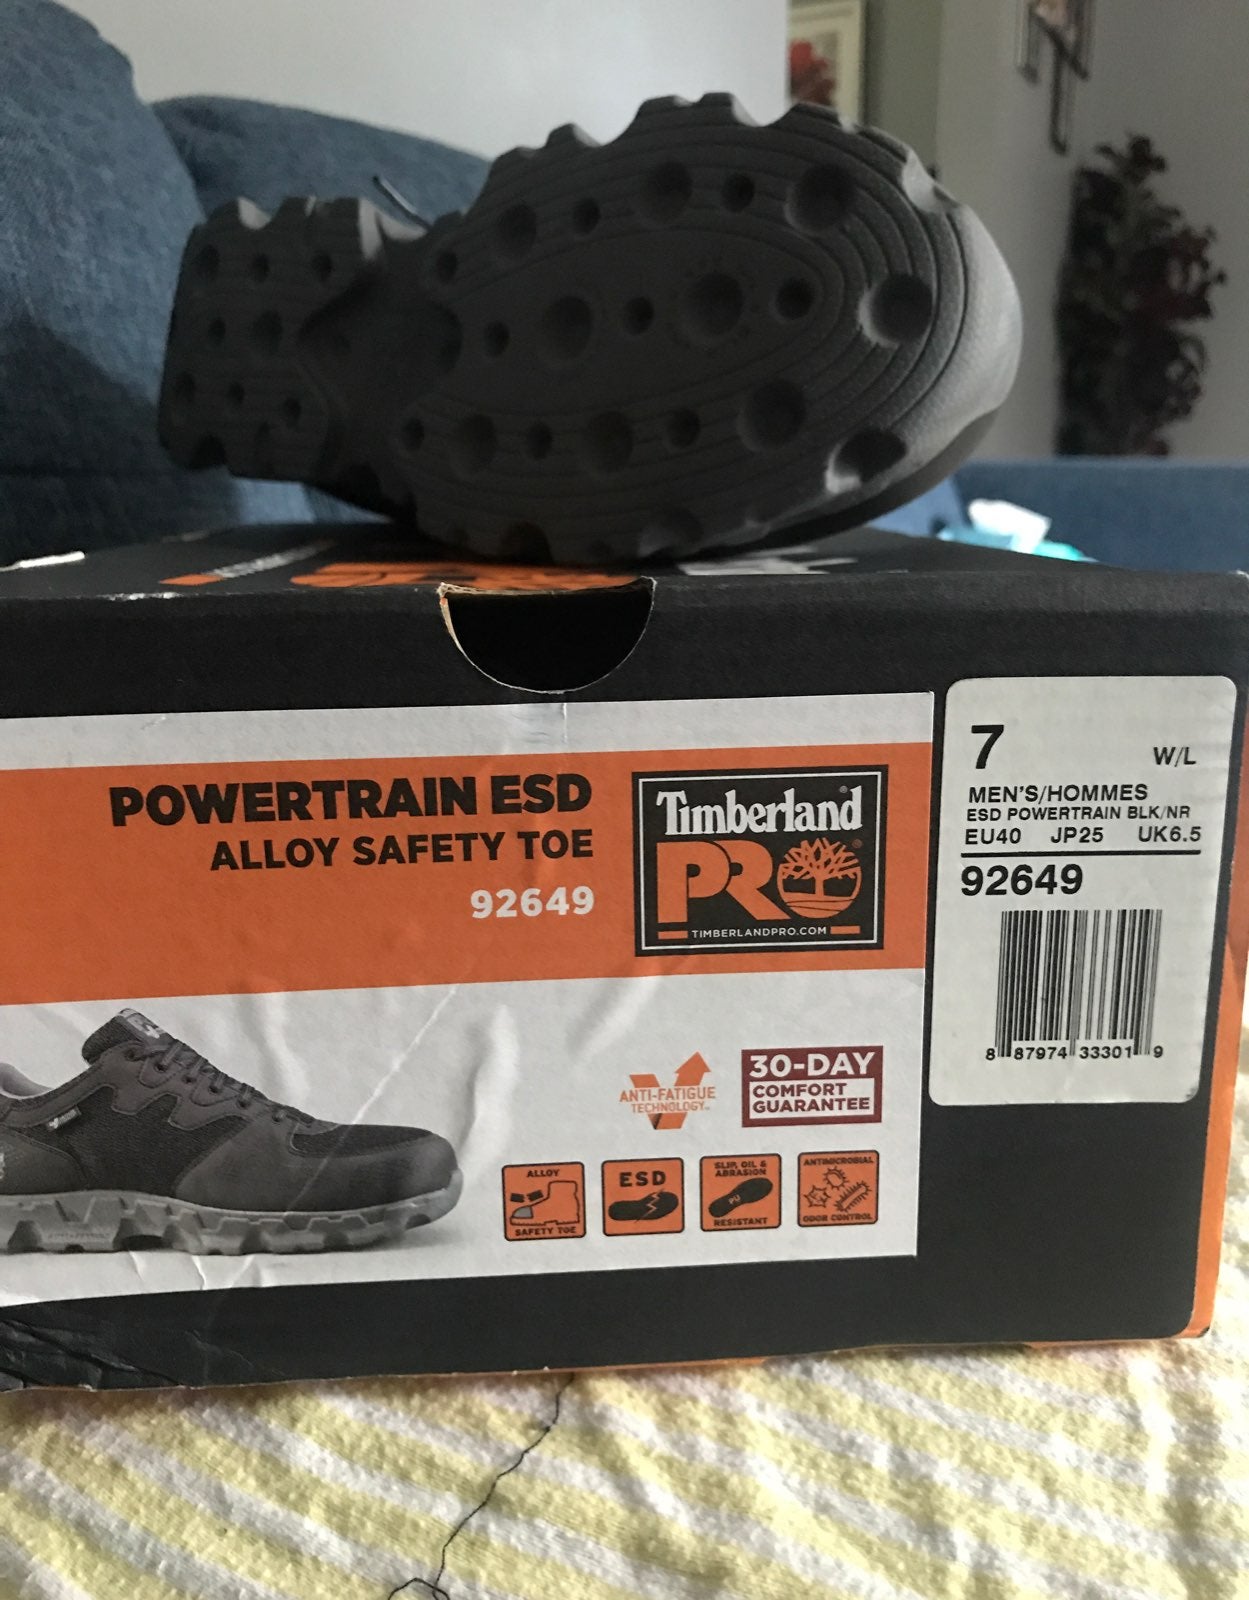 POWERTRAIN ESD
ALLOY SAFETY TOE
92649
Timberland®
PRO®
TIMBERLANDPRO.COM
ANTI-FATIGUE
TECHNOLOGY™
30-DAY
COMFORT
GUARANTEE
ALLOY
SAFETY TOE
ESD
SLIP, OIL &
ABRASION
PU
RESISTANT
ANTIMICROBIAL
ODOR CONTROL
7 W/L
MEN'S/HOMMES
ESD POWERTRAIN BLK/NR
EU40 JP25 UK6.5
92649
8 87974 33301 9